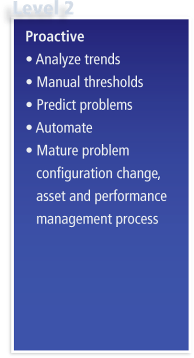 Level 2
Proactive
• Analyze trends
• Manual thresholds
• Predict problems
• Automate
• Mature problem
configuration change,
asset and performance
management process